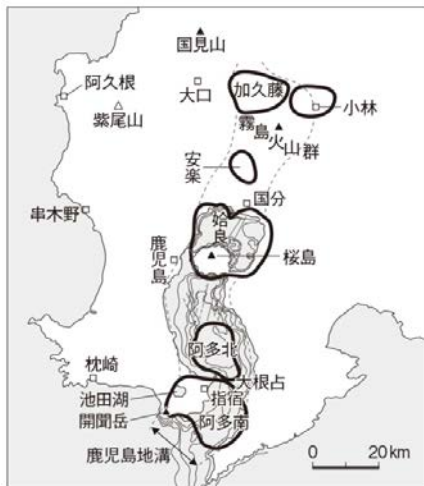 国見山
阿久根
大口
加久藤
紫尾山
小林
霧島火山群
安楽
国分
串木野
姶良
鹿児島
桜島
阿多北
枕崎
大根占
池田湖
指宿
開聞岳
阿多南
鹿児島地溝
0 20km